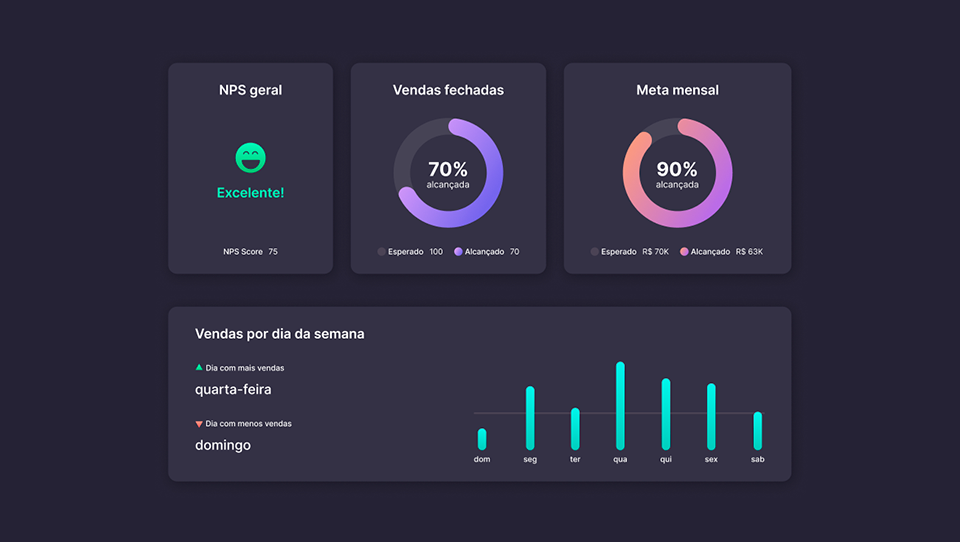 NPS geral
Excelente!
NPS Score 75
Vendas fechadas
70%
alcançada
Esperado 100 Alcançado 70
Meta mensal
90%
alcançada
Esperado R$ 70K Alcançado R$ 63K
Vendas por dia da semana
Dia com mais vendas
quarta-feira
Dia com menos vendas
domingo
dom seg ter qua qui sex sab